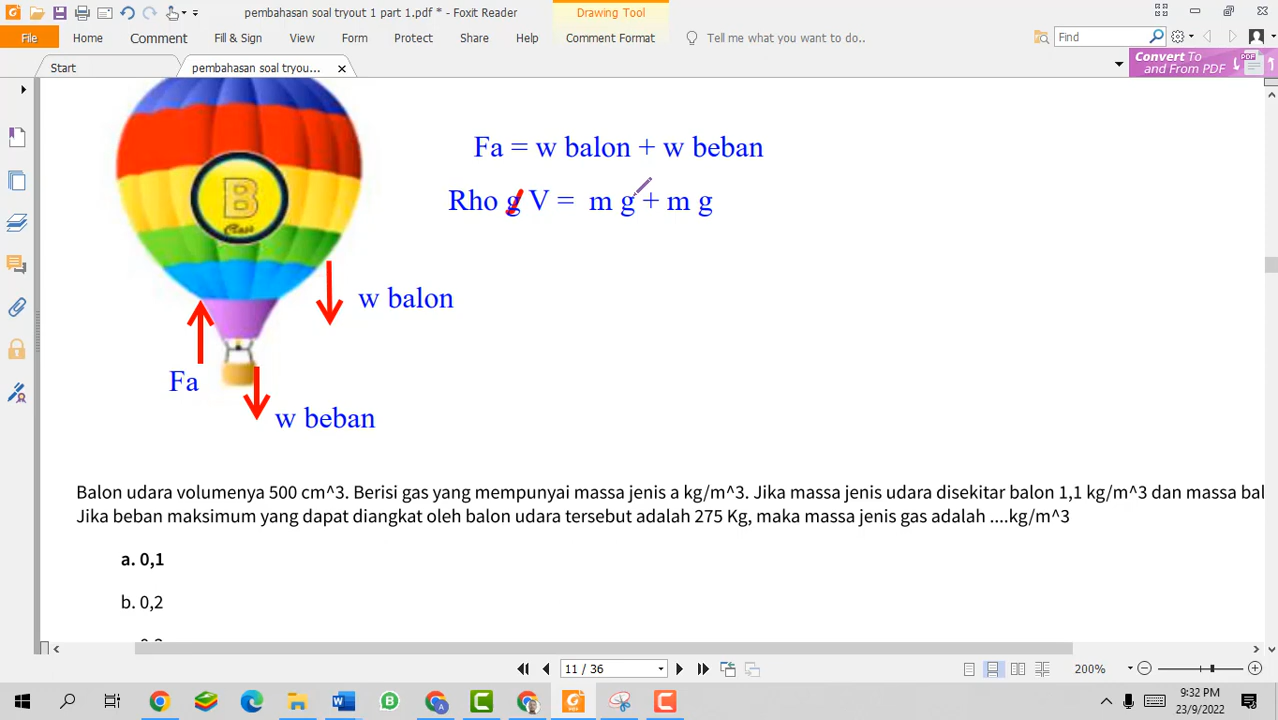 pembahasan soal tryout 1 part 1.pdf * - Foxit Reader
Drawing Tool
File Home Comment Fill & Sign View Form Protect Share Help Comment Format Tell me what you want to do.. Find
Start
pembahasan soal tryou...
Convert To
and From PDF
PDF
B
Class
Fa = w balon + w beban
Rho g V = m g + m g
w balon
Fa
w beban
Balon udara volumenya 500 cm^3. Berisi gas yang mempunyai massa jenis a kg/m^3. Jika massa jenis udara disekitar balon 1,1 kg/m^3 dan massa bal
Jika beban maksimum yang dapat diangkat oleh balon udara tersebut adalah 275 Kg, maka massa jenis gas adalah ....kg/m^3
a. 0,1
b. 0,2
11 / 36
200%
9:32 PM
23/9/2022